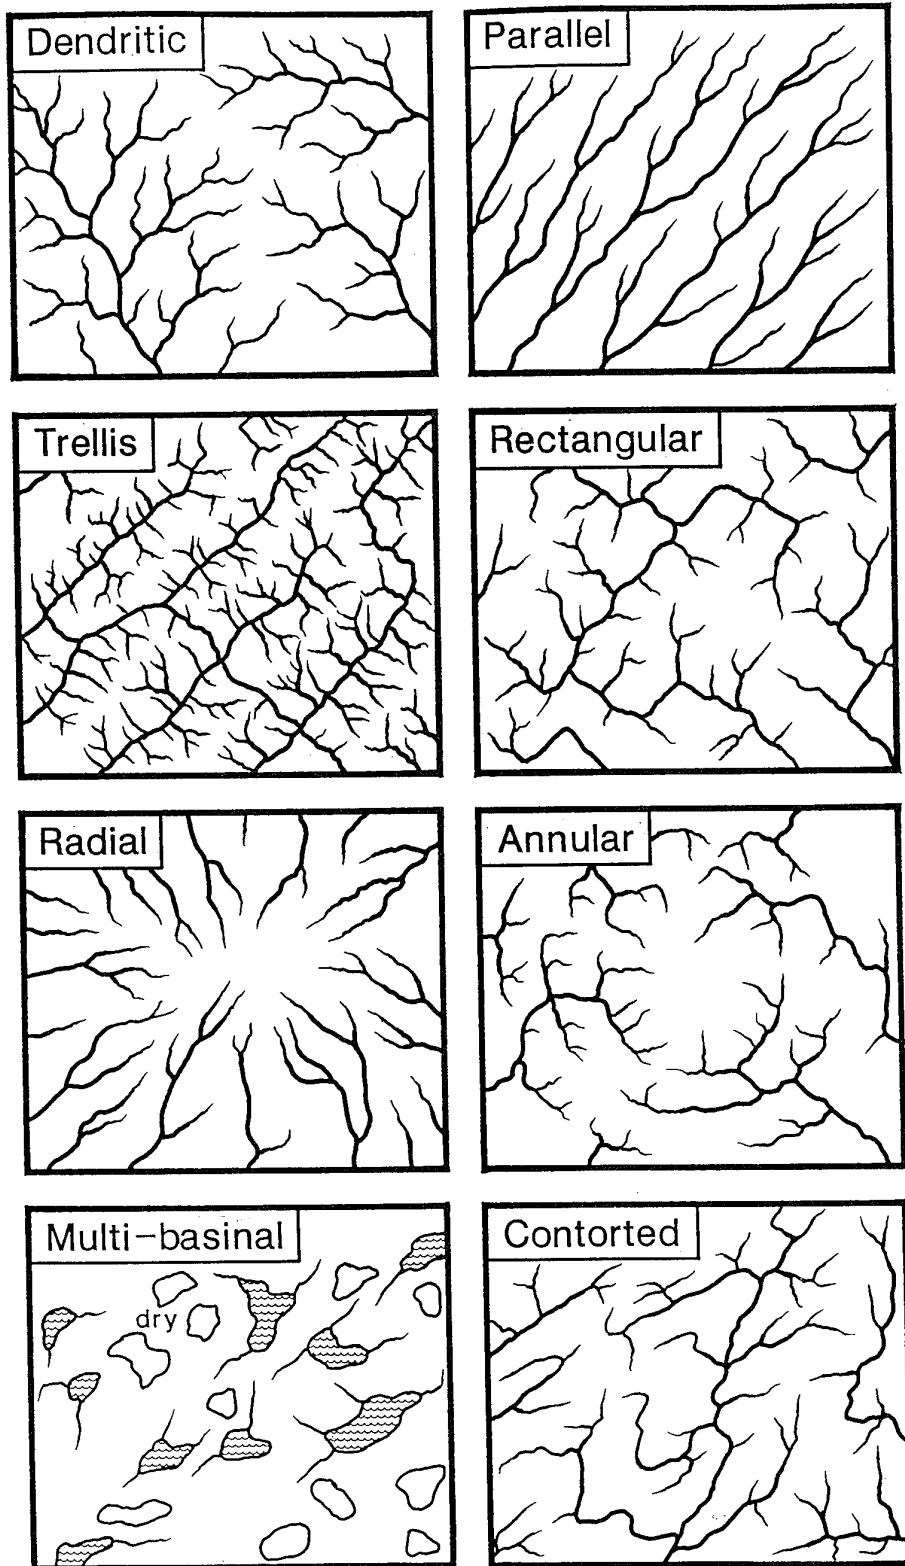 Dendritic
Parallel
Trellis
Rectangular
Radial
Annular
Multi-basinal
dry
Contorted